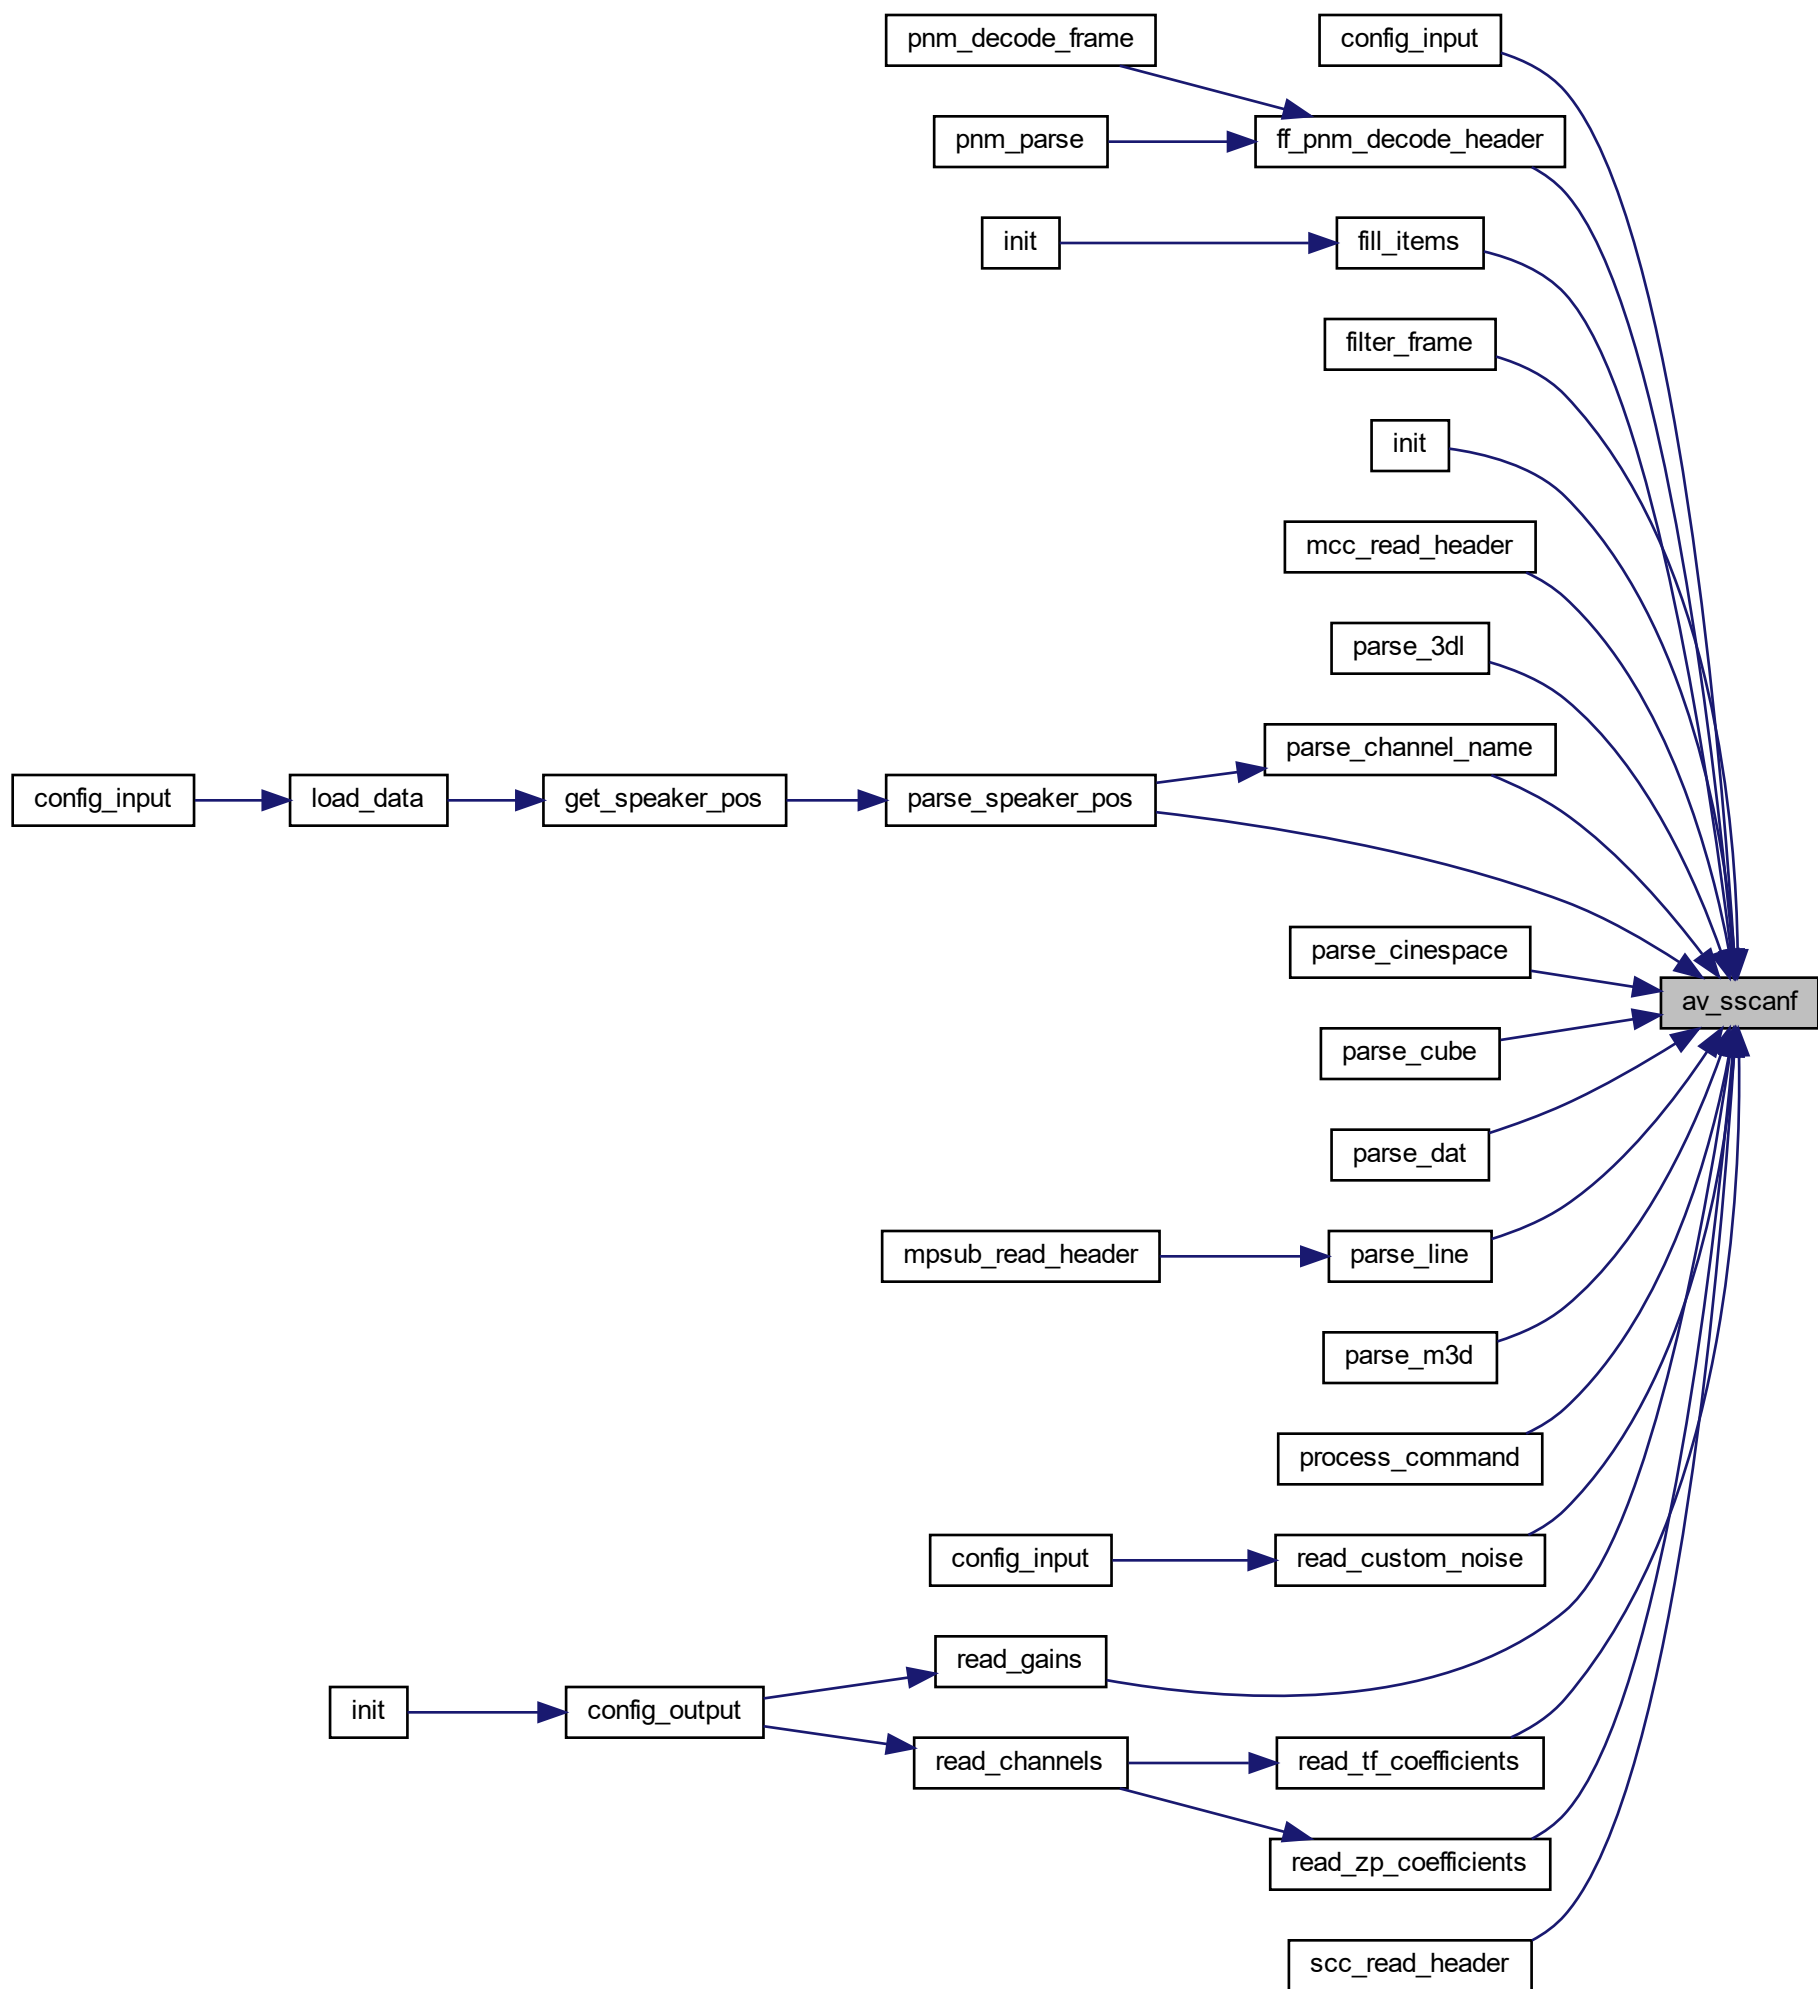 pnm_decode_frame
config_input
pnm_parse
ff_pnm_decode_header
init
fill_items
filter_frame
init
mcc_read_header
parse_3dl
parse_channel_name
config_input
load_data
get_speaker_pos
parse_speaker_pos
parse_cinespace
av_sscanf
parse_cube
parse_dat
mpsub_read_header
parse_line
parse_m3d
process_command
config_input
read_custom_noise
read_gains
init
config_output
read_channels
read_tf_coefficients
read_zp_coefficients
scc_read_header